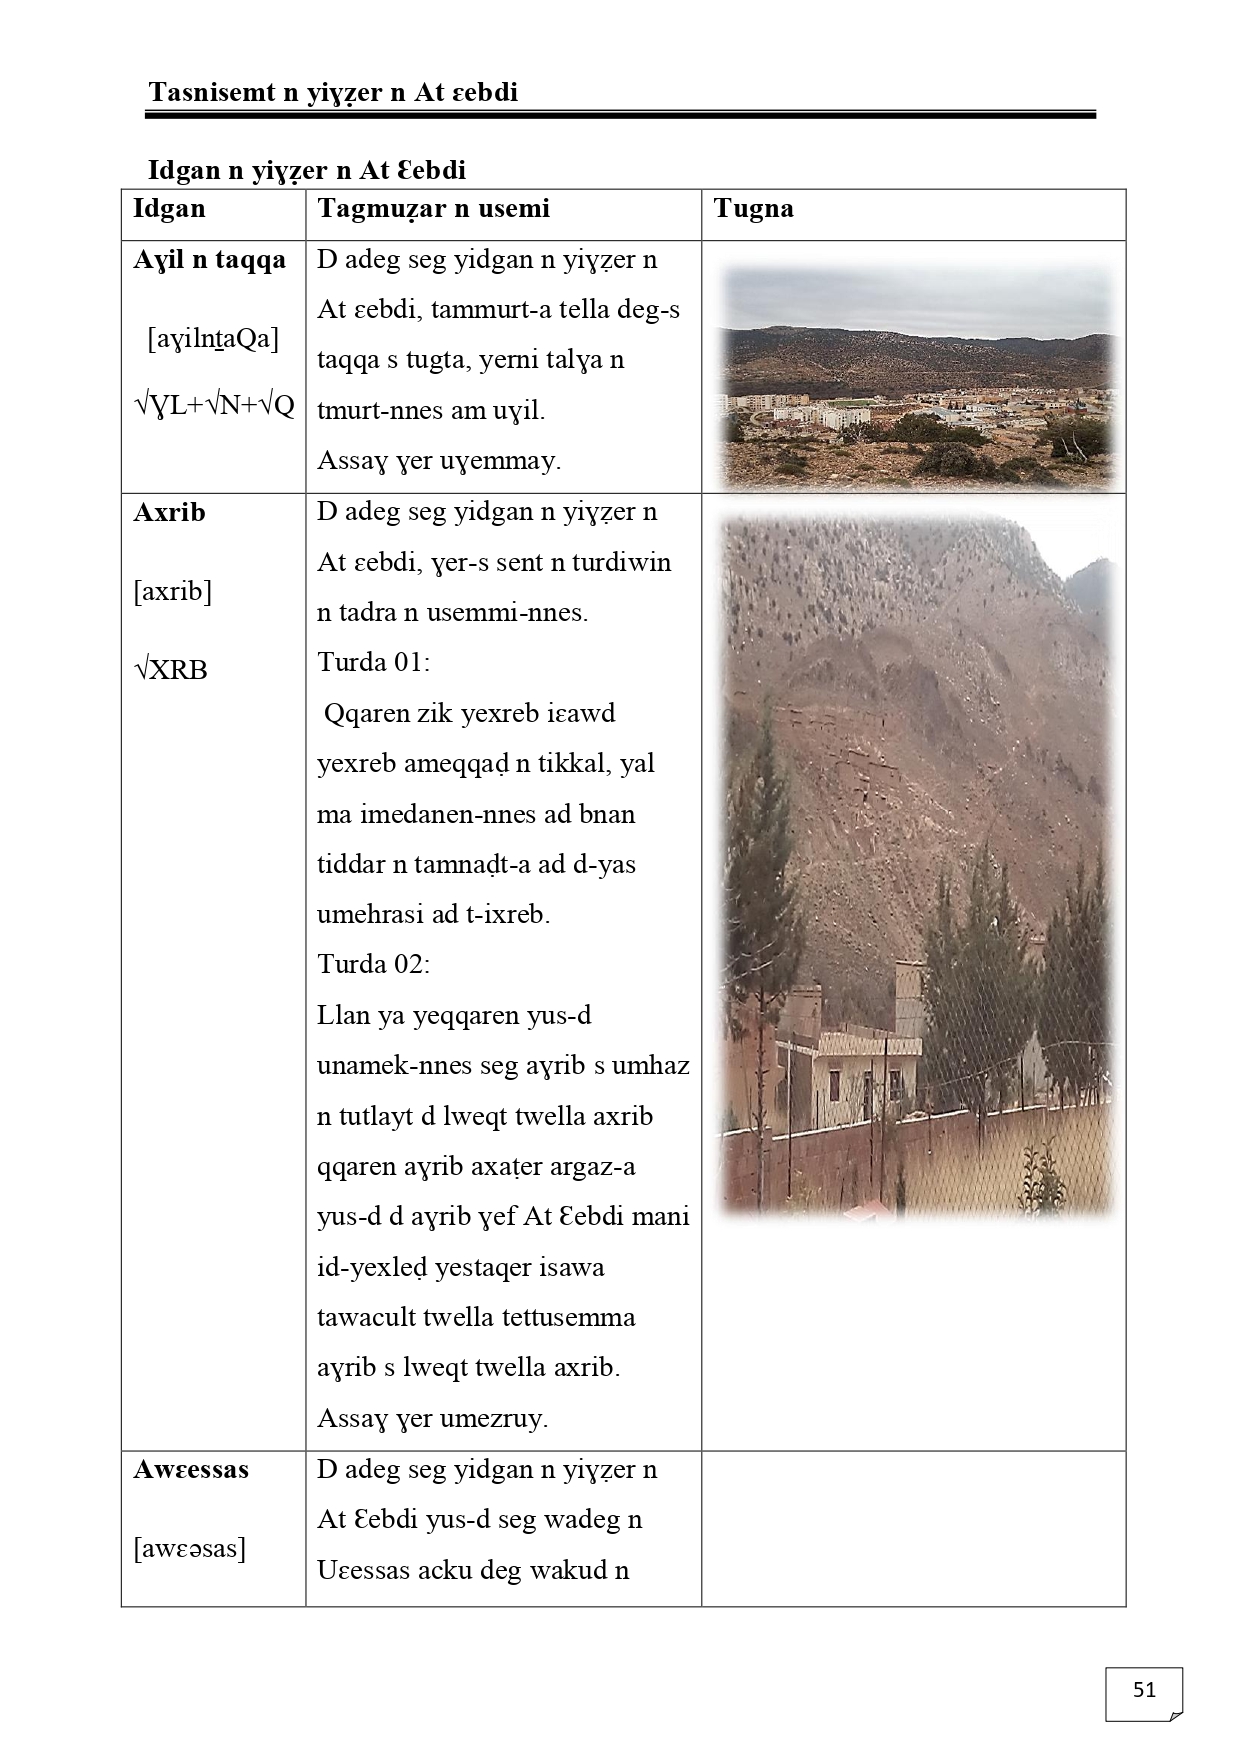 Tasnisemt n yiɣẓer n At ɛebdi
Idgan n yiɣẓer n At Ɛebdi
Idgan
Tagmuẓar n usemi
Tugna
Aɣil n taqqa
[aɣilnṯaQa]
√ƔL+√N+√Q
D adeg seg yidgan n yiɣẓer n
At ɛebdi, tammurt-a tella deg-s
taqqa s tugta, yerni talɣa n
tmurt-nnes am uɣil.
Assaɣ ɣer uɣemmay.
Axrib
[axrib]
√XRB
D adeg seg yidgan n yiɣẓer n
At ɛebdi, ɣer-s sent n turdiwin
n tadra n usemmi-nnes.
Turda 01:
Qqaren zik yexreb iɛawd
yexreb ameqqaḍ n tikkal, yal
ma imedanen-nnes ad bnan
tiddar n tamnaḍt-a ad d-yas
umehrasi ad t-ixreb.
Turda 02:
Llan ya yeqqaren yus-d
unamek-nnes seg aɣrib s umhaz
n tutlayt d lweqt twella axrib
qqaren aɣrib axaṭer argaz-a
yus-d d aɣrib ɣef At Ɛebdi mani
id-yexleḍ yestaqer isawa
tawacult twella tettusemma
aɣrib s lweqt twella axrib.
Assaɣ ɣer umezruy.
Awɛessas
[awɛəsas]
D adeg seg yidgan n yiɣẓer n
At Ɛebdi yus-d seg wadeg n
Uɛessas acku deg wakud n
51